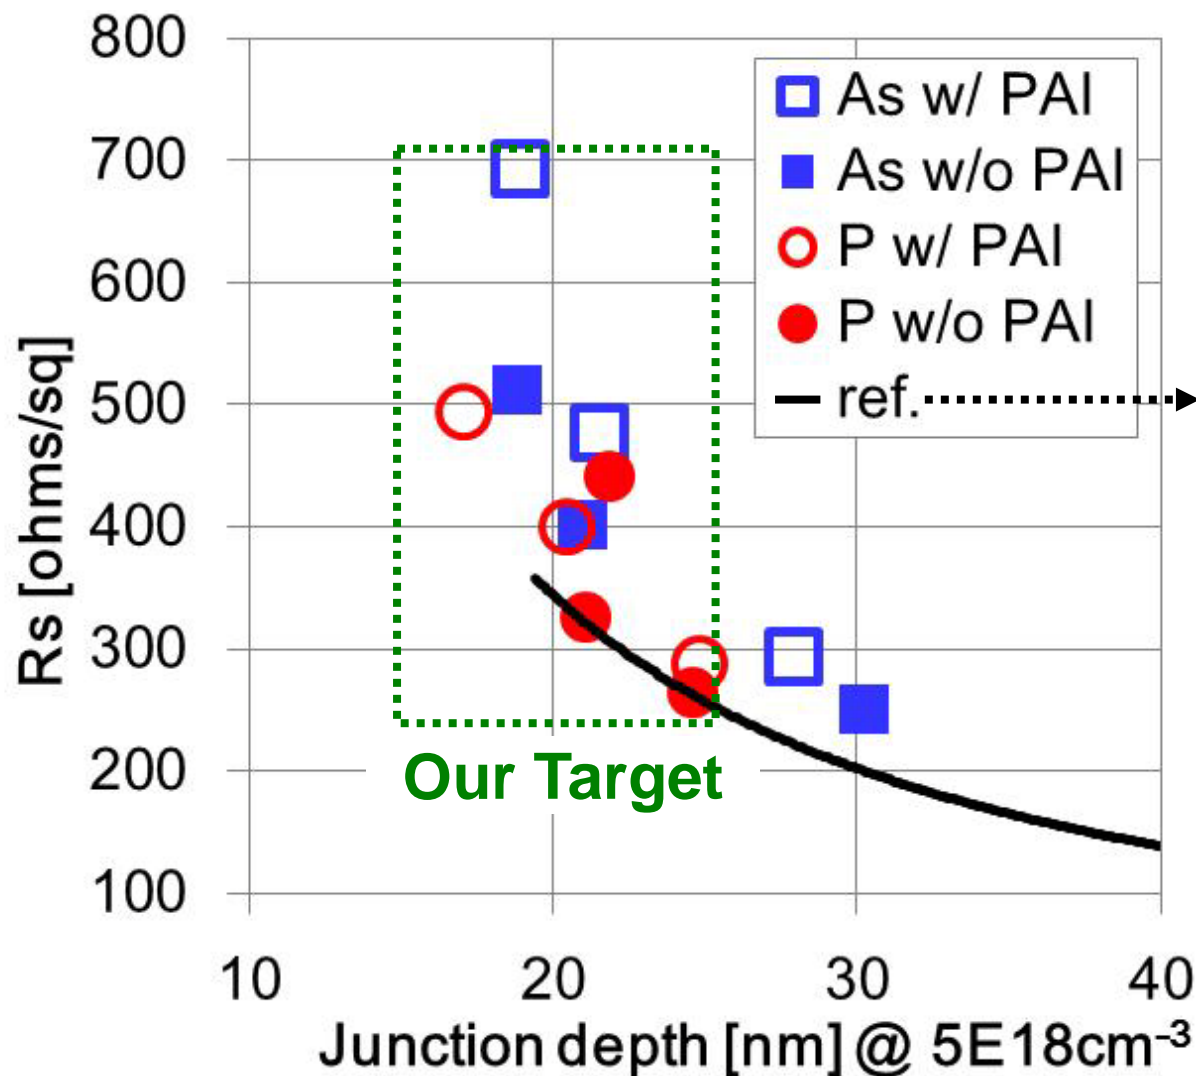 800
700
600
500
400
300
200
100
Rs [ohms/sq]
As w/ PAI
As w/o PAI
P w/ PAI
P w/o PAI
ref.
Our Target
10 20 30 40
Junction depth [nm] @ 5E18cm⁻³